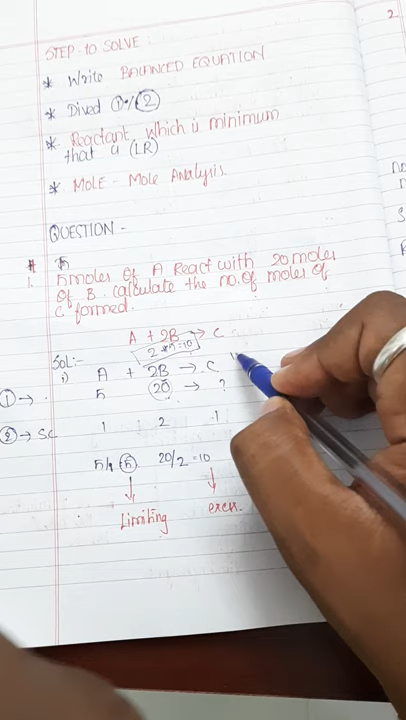 2
STEP. TO SOLVE :
* Write BALANCED EQUATION
* Dived ① % ②
* Reactant, which is minimum
that is (LR)
* MOLE - Mole Analysis.
QUESTION -
1. 5 moles Of A React with 20 moles
Of B. calculate the no. of moles of
C formed.
A + 2B → C
Sol:-
i) A + 2B → C
① → 5 20 → ?
② → SC 1 2 1
5/1 5 20/2 = 10
Limiting